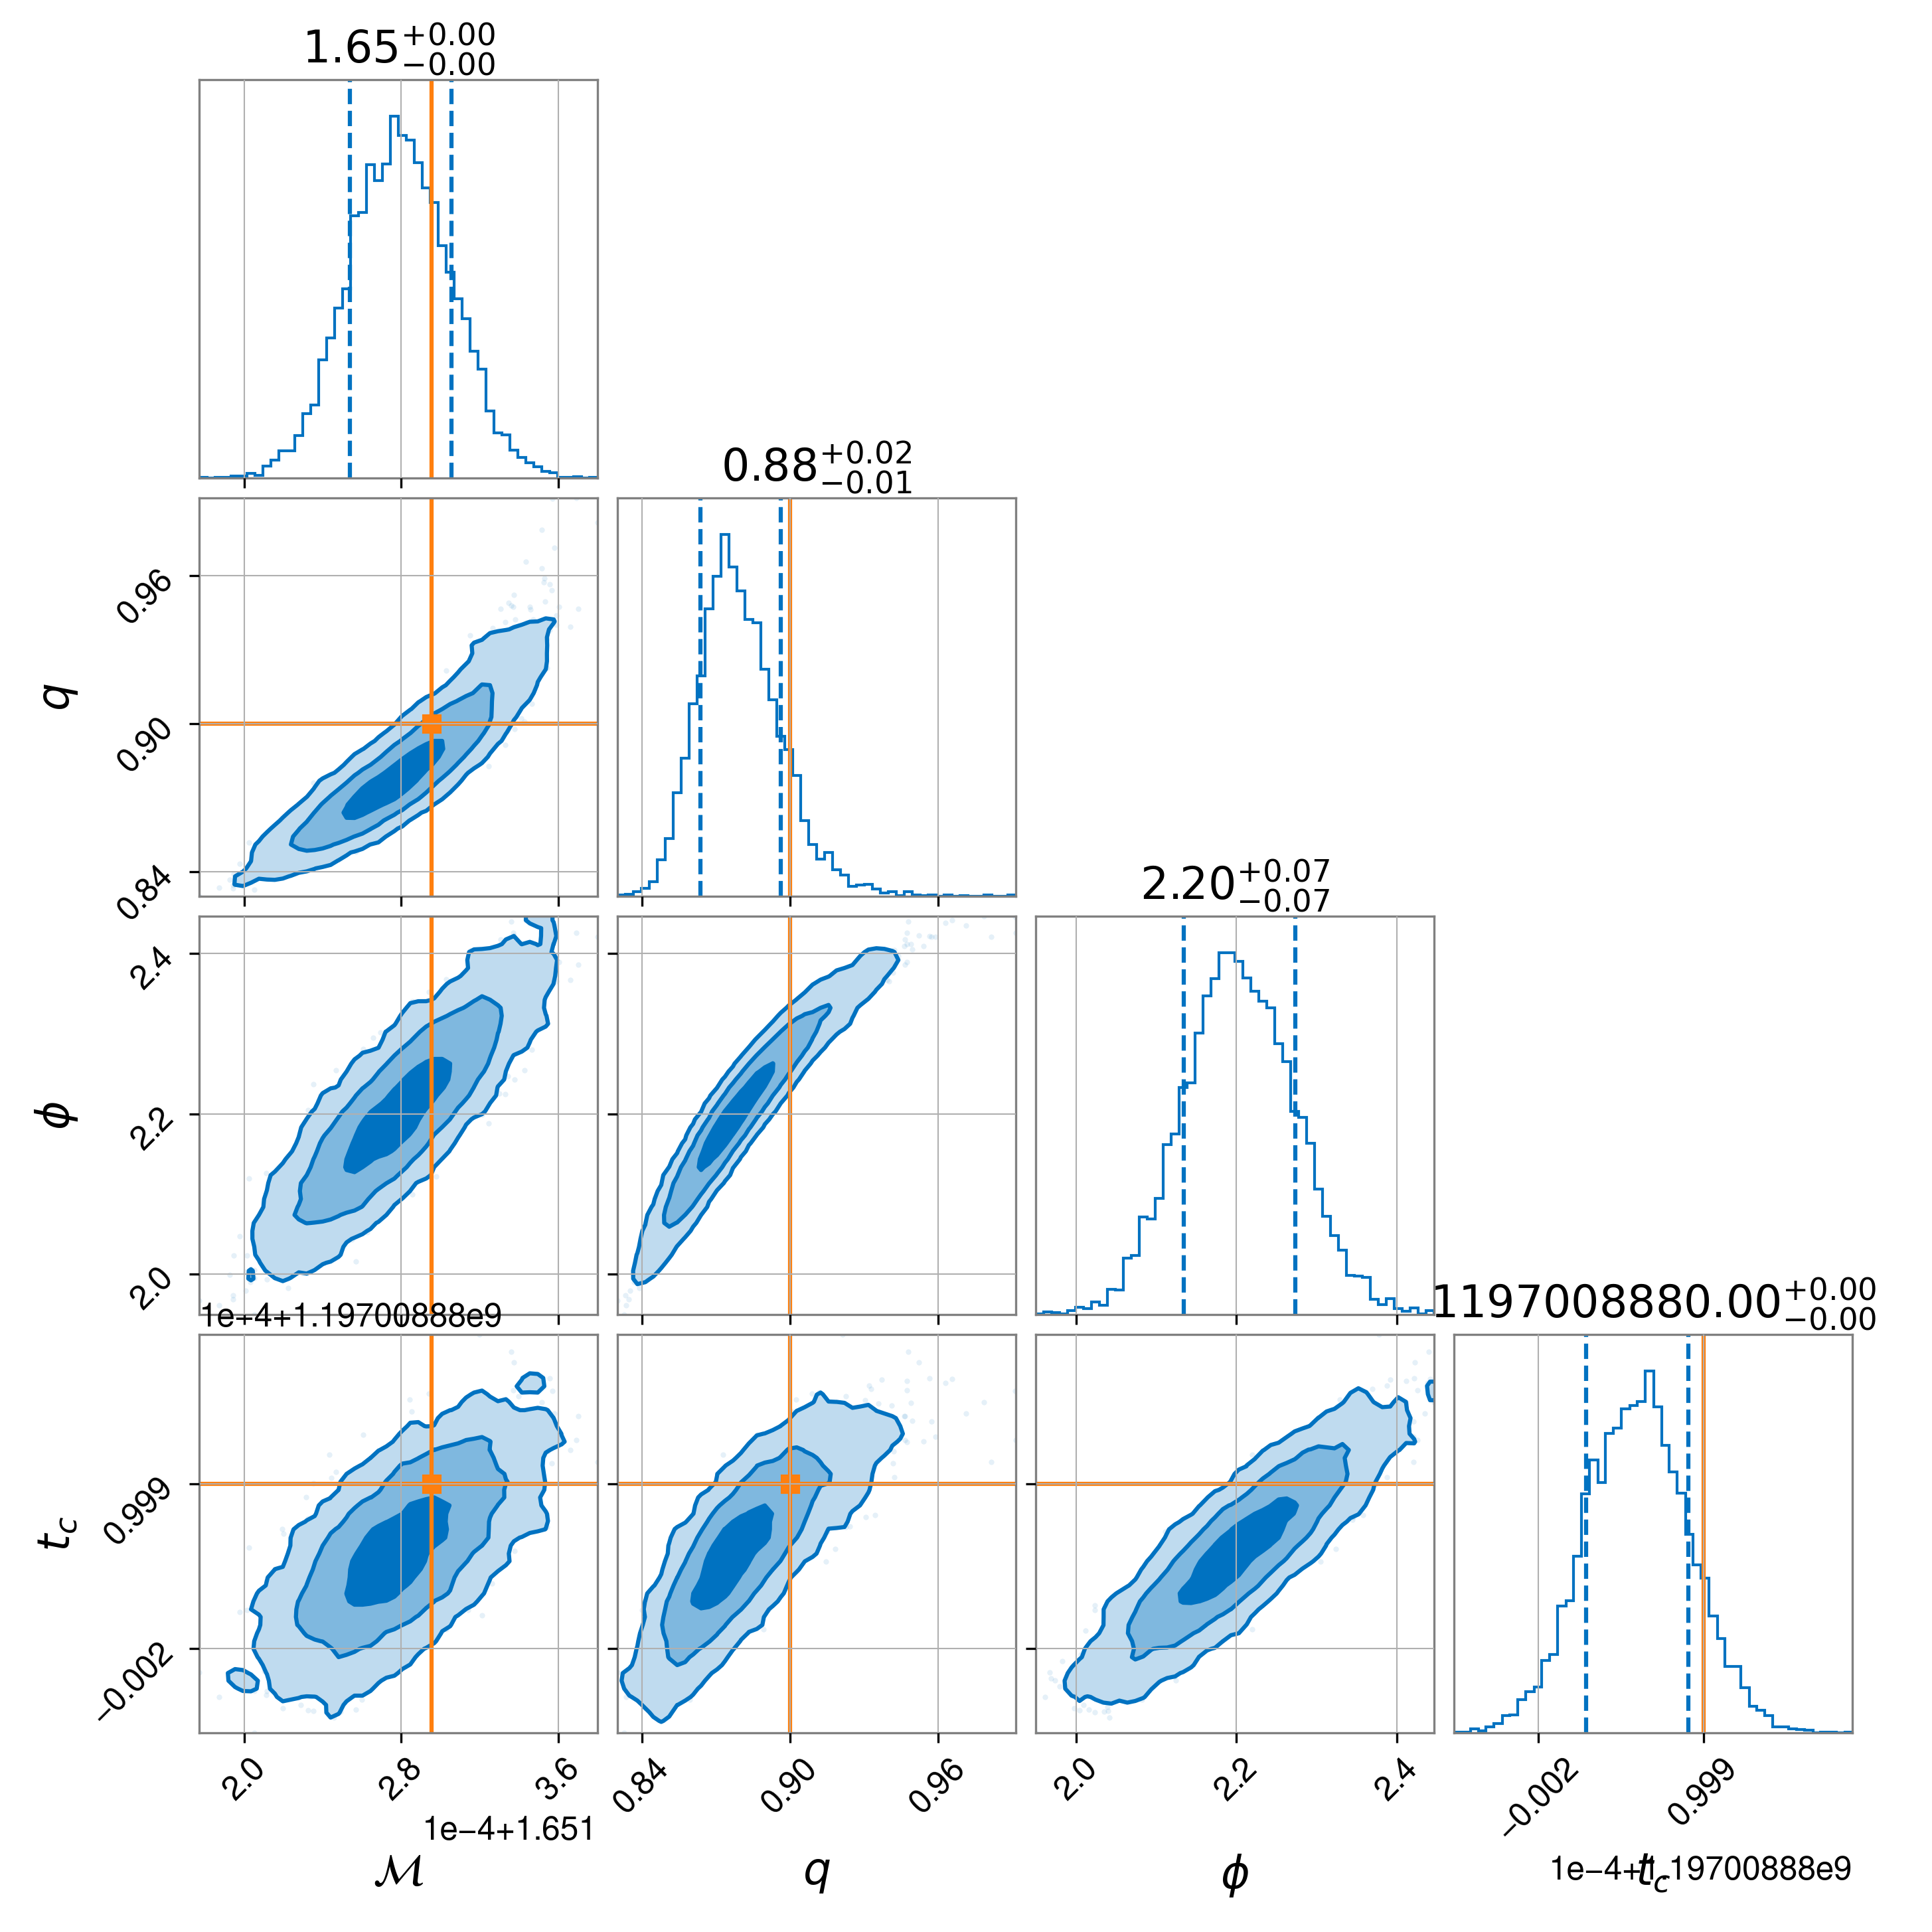 1.65+0.00−0.00
0.88+0.02−0.01
0.96
0.90
0.84
q
2.20+0.07−0.07
2.4
2.2
2.0
ϕ
1e−4+1.19700888e9
1197008880.00+0.00−0.00
0.999
−0.002
tc
2.0 2.8 3.6
0.84 0.90 0.96
2.0 2.2 2.4
−0.002 0.999
1e−4+1.651
1e−4+1.19700888e9
ℳ q ϕ tc